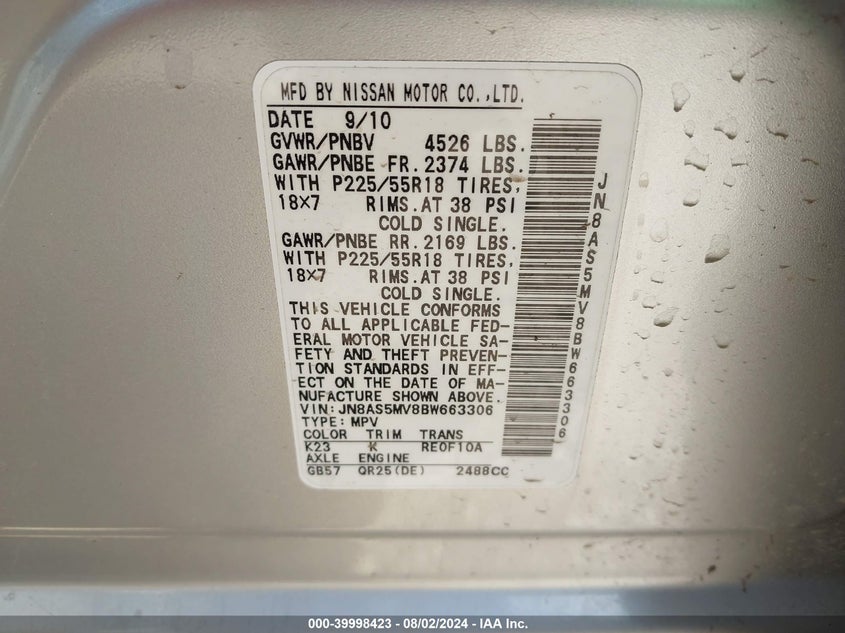 MFD BY NISSAN MOTOR CO.,LTD.
DATE 9/10
GVWR/PNBV 4526 LBS.
GAWR/PNBE FR. 2374 LBS.
WITH P225/55R18 TIRES,
18X7 RIMS.AT 38 PSI
COLD SINGLE.
GAWR/PNBE RR. 2169 LBS.
WITH P225/55R18 TIRES,
18X7 RIMS.AT 38 PSI
COLD SINGLE.
THIS VEHICLE CONFORMS
TO ALL APPLICABLE FED-
ERAL MOTOR VEHICLE SA-
FETY AND THEFT PREVEN-
TION STANDARDS IN EFF-
ECT ON THE DATE OF MA-
NUFACTURE SHOWN ABOVE.
VIN: JN8AS5MV8BW663306
TYPE: MPV
COLOR TRIM TRANS
K23 K RE0F10A
AXLE ENGINE
GB57 QR25(DE) 2488CC
JN8AS5MV8BW663306
000-39998423 - 08/02/2024 - IAA Inc.